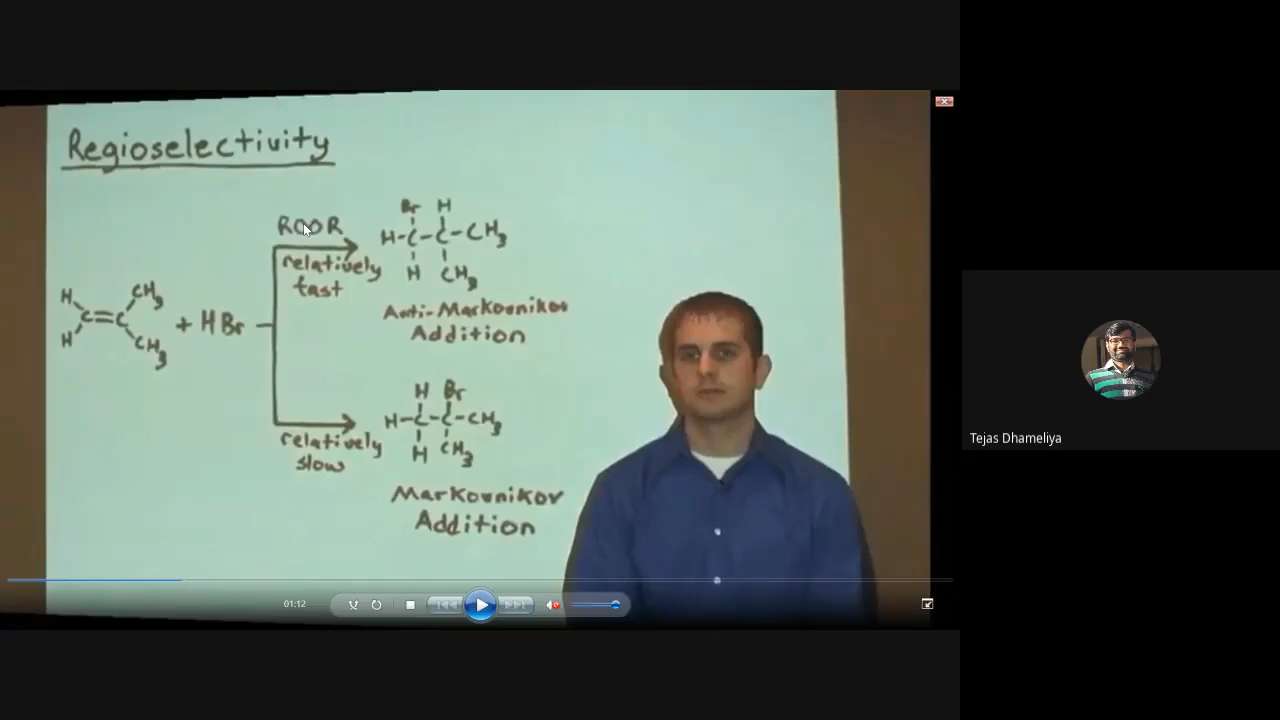 Regioselectivity
ROOR
relatively
fast
Br H
H-C-C-CH3
H CH3
Anti-Markovnikov
Addition
H
H
C=C
CH3
CH3
+ HBr
relatively
slow
H Br
H-C-C-CH3
H CH3
Markovnikov
Addition
01:12
Tejas Dhameliya